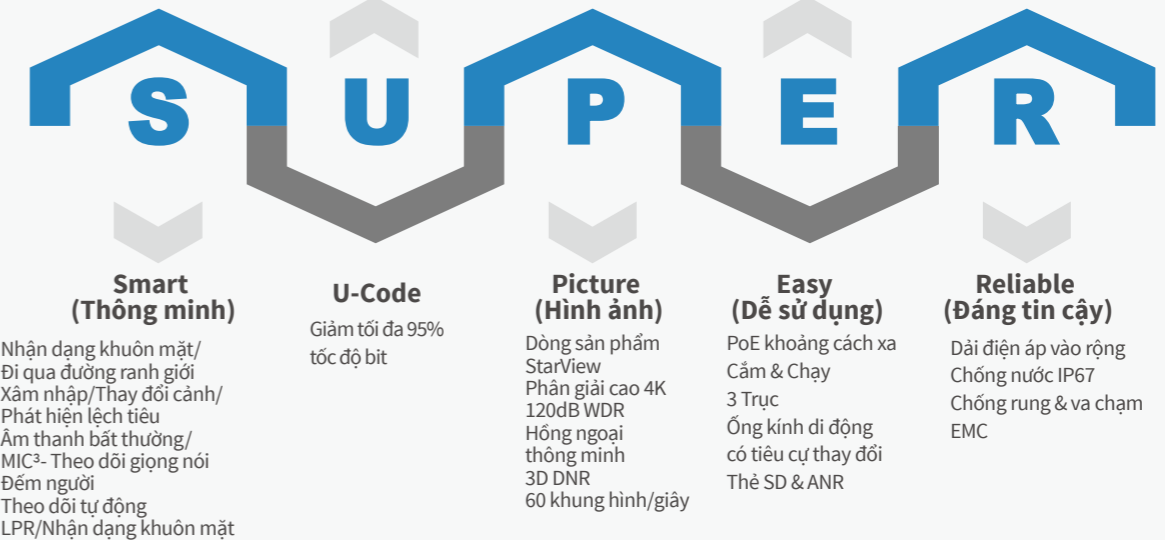 S U P E R
Smart
(Thông minh)
Nhận dạng khuôn mặt/
Đi qua đường ranh giới
Xâm nhập/Thay đổi cảnh/
Phát hiện lệch tiêu
Âm thanh bất thường/
MIC³- Theo dõi giọng nói
Đếm người
Theo dõi tự động
LPR/Nhận dạng khuôn mặt
U-Code
Giảm tối đa 95%
tốc độ bit
Picture
(Hình ảnh)
Dòng sản phẩm
StarView
Phân giải cao 4K
120dB WDR
Hồng ngoại
thông minh
3D DNR
60 khung hình/giây
Easy
(Dễ sử dụng)
PoE khoảng cách xa
Cắm & Chạy
3 Trục
Ống kính di động
có tiêu cự thay đổi
Thẻ SD & ANR
Reliable
(Đáng tin cậy)
Dải điện áp vào rộng
Chống nước IP67
Chống rung & va chạm
EMC